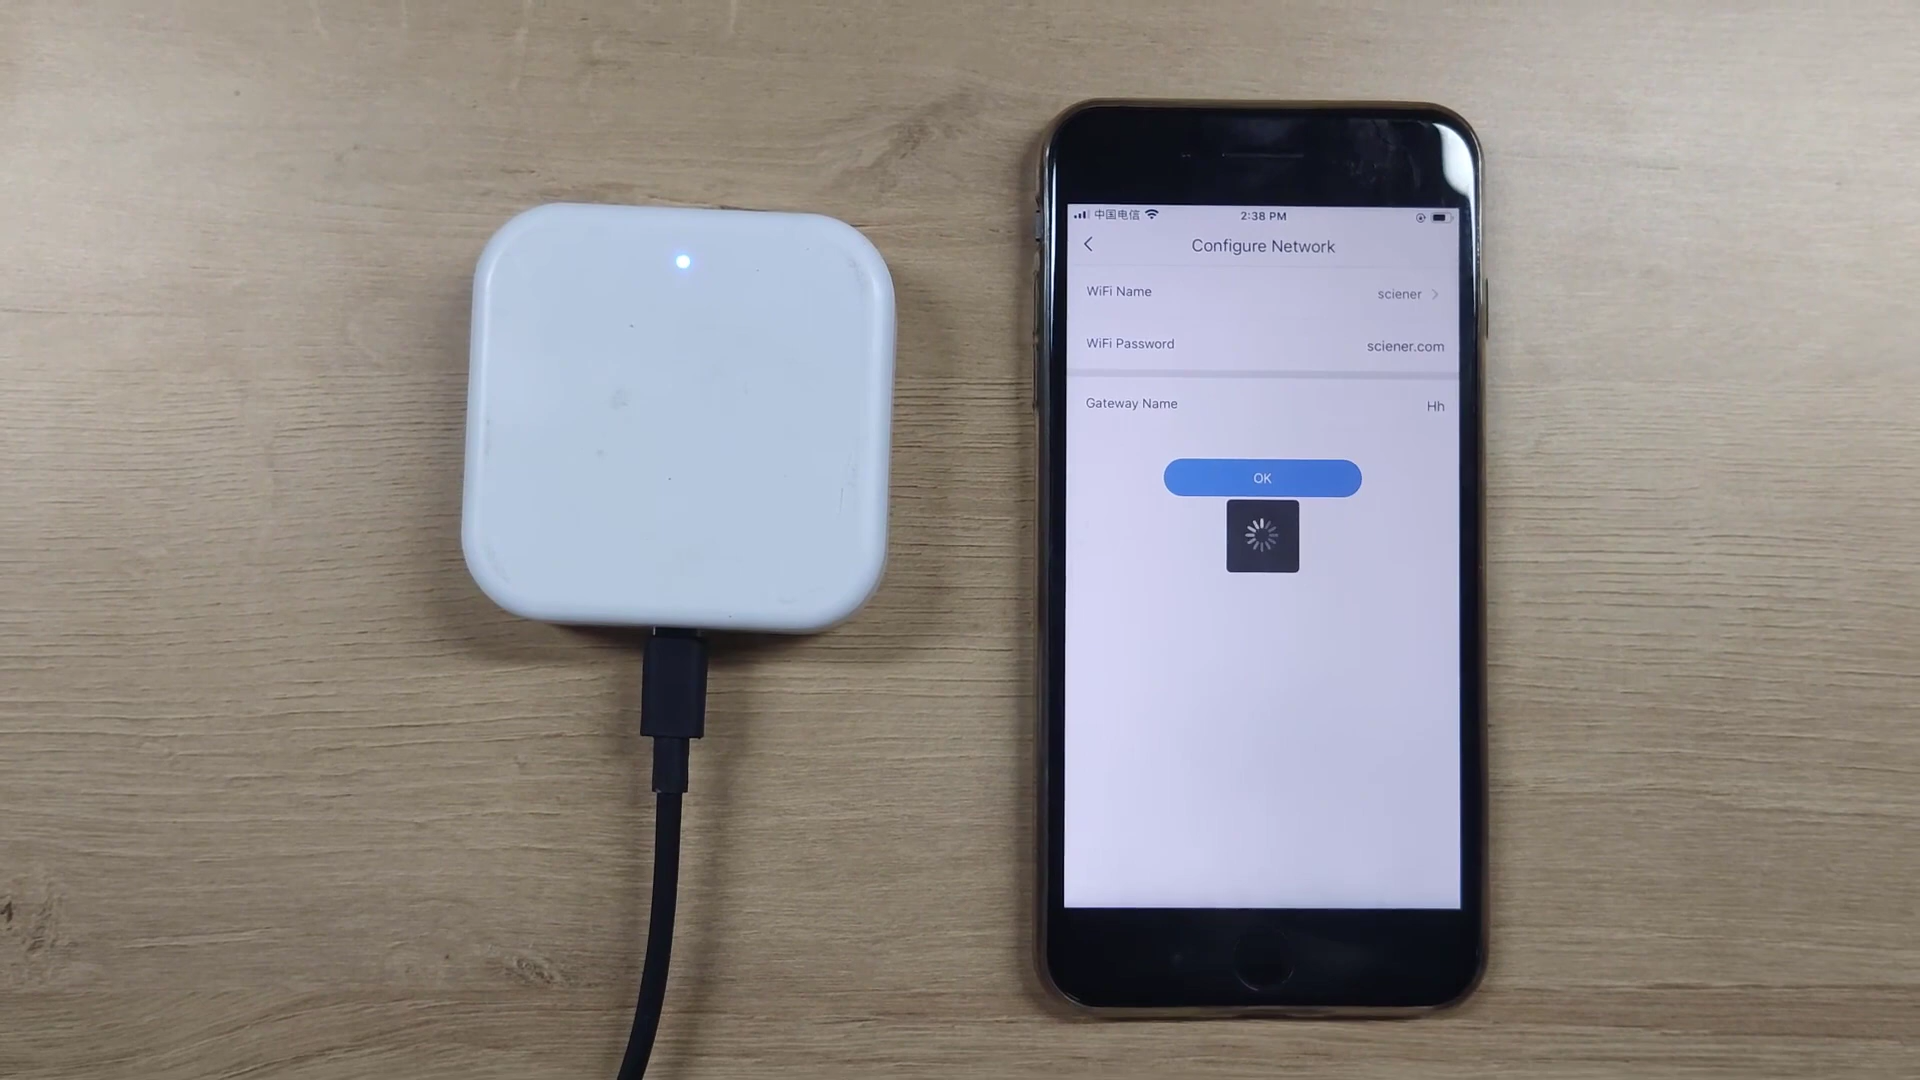 中国电信 2:38 PM
Configure Network
WiFi Name sciener
WiFi Password sciener.com
Gateway Name Hh
OK